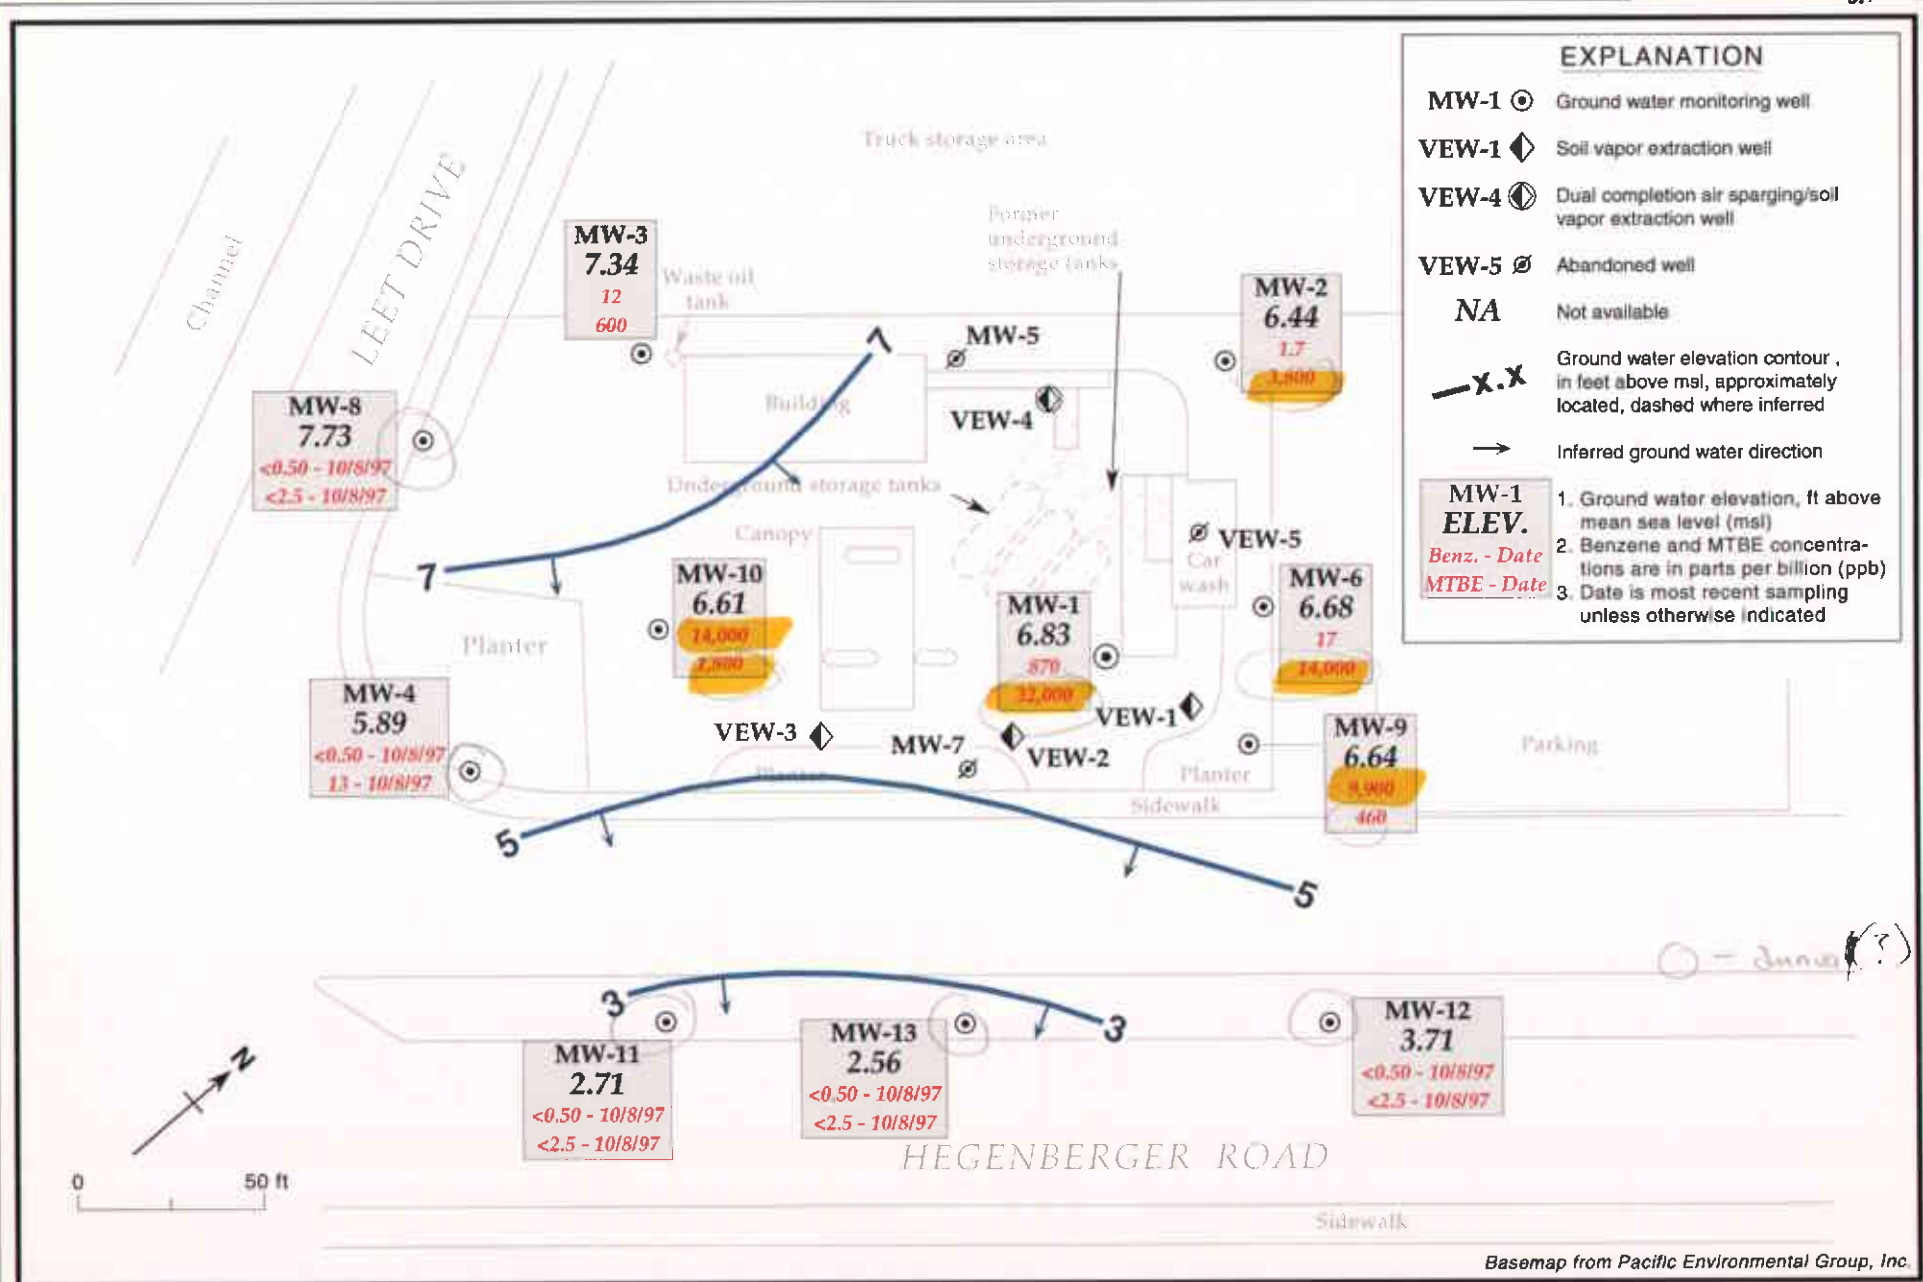 EXPLANATION
MW-1 Ground water monitoring well
VEW-1 Soil vapor extraction well
VEW-4 Dual completion air sparging/soil
vapor extraction well
VEW-5 Abandoned well
NA Not available
X.X Ground water elevation contour ,
in feet above msl, approximately
located, dashed where inferred
Inferred ground water direction
MW-1
ELEV.
Benz. - Date
MTBE - Date
1. Ground water elevation, ft above
mean sea level (msl)
2. Benzene and MTBE concentra-
tions are in parts per billion (ppb)
3. Date is most recent sampling
unless otherwise indicated
Truck storage area
Channel
LEET DRIVE
Former
underground
storage tanks
MW-3
7.34
12
600
Waste oil
tank
MW-2
6.44
1.7
3,800
7
MW-5
Building
VEW-4
MW-8
7.73
<0.50 - 10/8/97
<2.5 - 10/8/97
Underground storage tanks
Canopy
VEW-5
Car
wash
7
MW-10
6.61
14,000
MW-1
6.83
870
MW-6
6.68
17
14,000
Planter
MW-4
5.89
<0.50 - 10/8/97
13 - 10/8/97
VEW-3
MW-7
VEW-2
VEW-1
MW-9
6.64
9,900
460
Parking
Planter
Planter
Sidewalk
5
5
(?)
3
3
MW-11
2.71
<0.50 - 10/8/97
<2.5 - 10/8/97
MW-13
2.56
<0.50 - 10/8/97
<2.5 - 10/8/97
MW-12
3.71
<0.50 - 10/8/97
<2.5 - 10/8/97
N
0 50 ft
HEGENBERGER ROAD
Sidewalk
Basemap from Pacific Environmental Group, Inc.